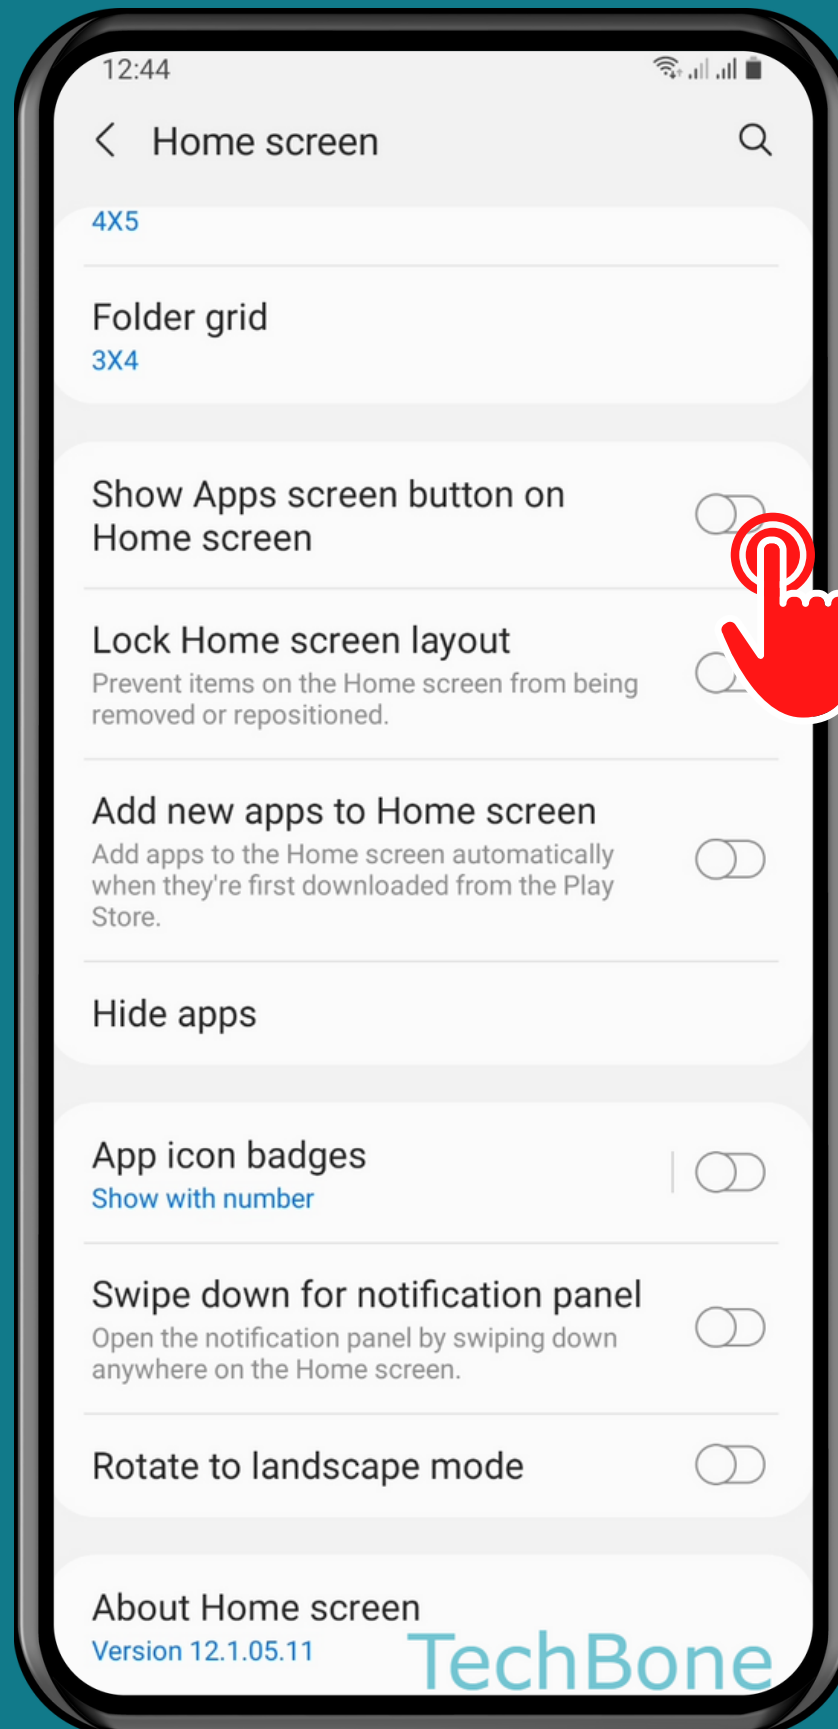 12:44
Home screen
4X5
Folder grid
3X4
Show Apps screen button on
Home screen
Lock Home screen layout
Prevent items on the Home screen from being
removed or repositioned.
Add new apps to Home screen
Add apps to the Home screen automatically
when they're first downloaded from the Play
Store.
Hide apps
App icon badges
Show with number
Swipe down for notification panel
Open the notification panel by swiping down
anywhere on the Home screen.
Rotate to landscape mode
About Home screen
Version 12.1.05.11
TechBone